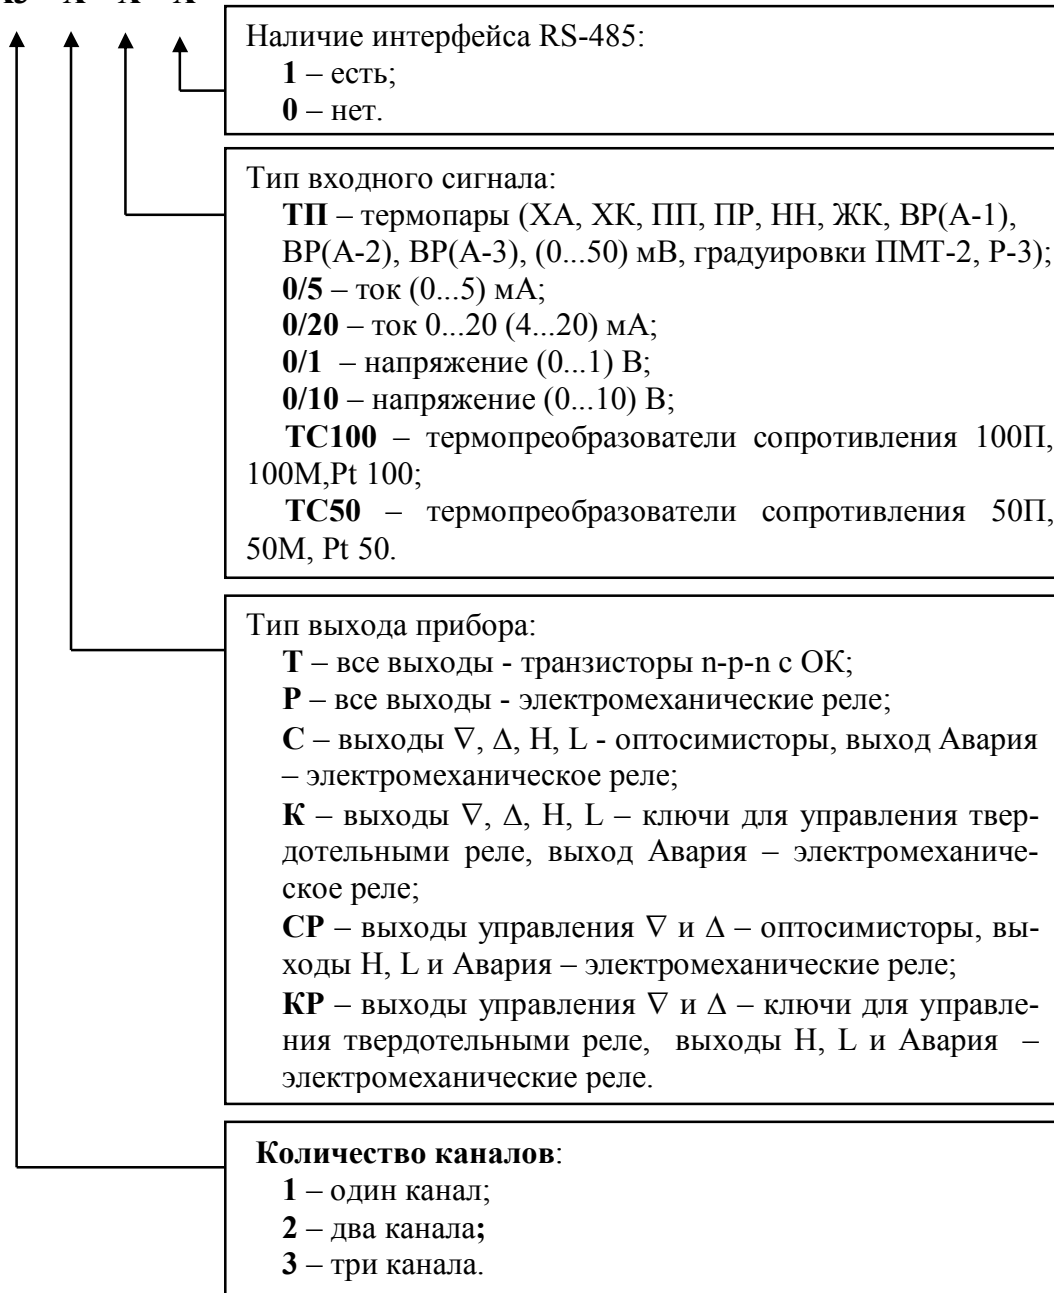 Х Х Х
Наличие интерфейса RS-485:
1 – есть;
0 – нет.
Тип входного сигнала:
ТП – термопары (ХА, ХК, ПП, ПР, НН, ЖК, ВР(А-1),
ВР(А-2), ВР(А-3), (0...50) мВ, градуировки ПМТ-2, Р-3);
0/5 – ток (0...5) мА;
0/20 – ток 0...20 (4...20) мА;
0/1 – напряжение (0...1) В;
0/10 – напряжение (0...10) В;
ТС100 – термопреобразователи сопротивления 100П,
100М,Pt 100;
ТС50 – термопреобразователи сопротивления 50П,
50М, Pt 50.
Тип выхода прибора:
Т – все выходы - транзисторы n-p-n с ОК;
Р – все выходы - электромеханические реле;
С – выходы ∇, Δ, H, L - оптосимисторы, выход Авария
– электромеханическое реле;
К – выходы ∇, Δ, H, L – ключи для управления твер-
дотельными реле, выход Авария – электромеханиче-
ское реле;
СР – выходы управления ∇ и Δ – оптосимисторы, вы-
ходы H, L и Авария – электромеханические реле;
КР – выходы управления ∇ и Δ – ключи для управле-
ния твердотельными реле, выходы H, L и Авария –
электромеханические реле.
Количество каналов:
1 – один канал;
2 – два канала;
3 – три канала.